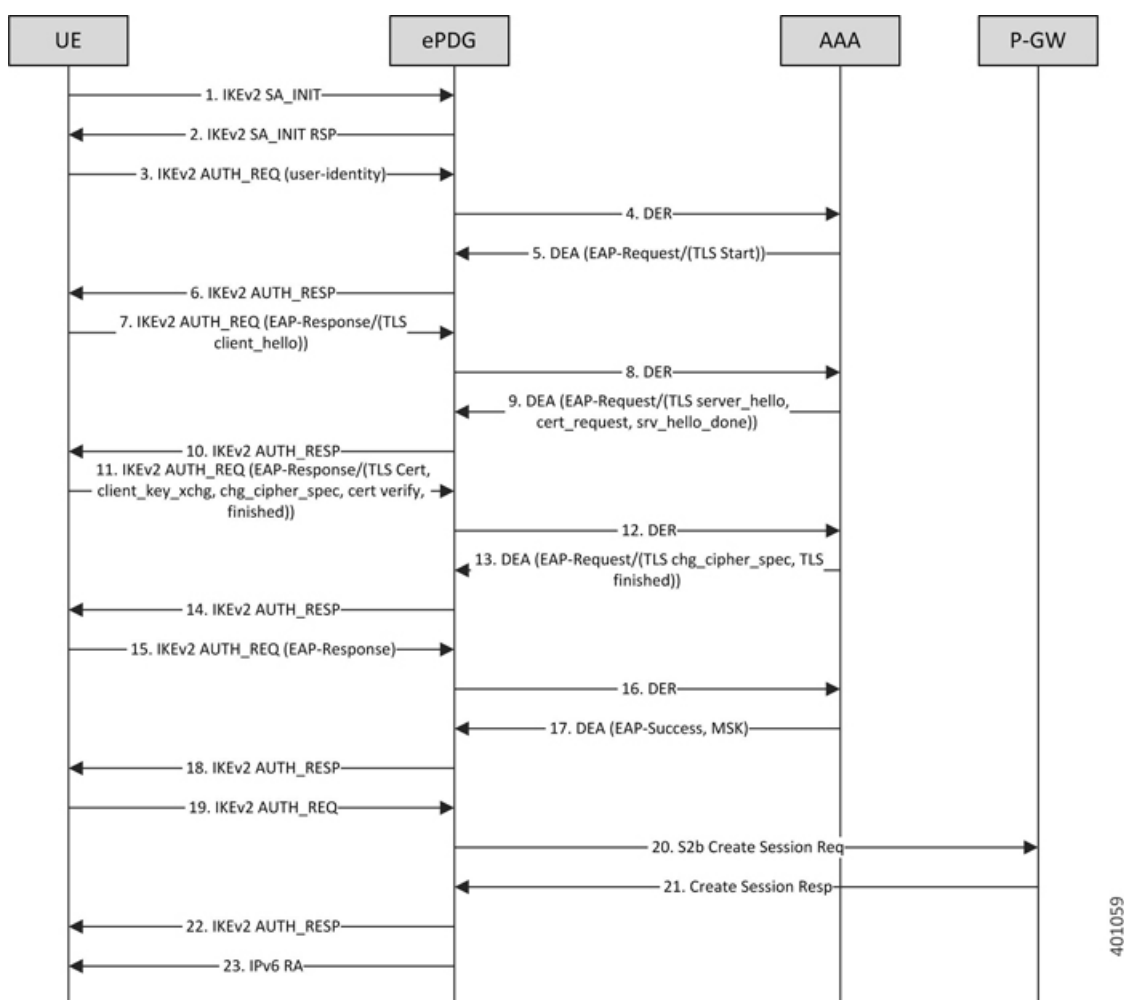 UE
ePDG
AAA
P-GW
1. IKEv2 SA_INIT
2. IKEv2 SA_INIT RSP
3. IKEv2 AUTH_REQ (user-identity)
4. DER
5. DEA (EAP-Request/(TLS Start))
6. IKEv2 AUTH_RESP
7. IKEv2 AUTH_REQ (EAP-Response/(TLS
client_hello))
8. DER
9. DEA (EAP-Request/(TLS server_hello,
cert_request, srv_hello_done))
10. IKEv2 AUTH_RESP
11. IKEv2 AUTH_REQ (EAP-Response/(TLS Cert,
client_key_xchg, chg_cipher_spec, cert verify,
finished))
12. DER
13. DEA (EAP-Request/(TLS chg_cipher_spec, TLS
finished))
14. IKEv2 AUTH_RESP
15. IKEv2 AUTH_REQ (EAP-Response)
16. DER
17. DEA (EAP-Success, MSK)
18. IKEv2 AUTH_RESP
19. IKEv2 AUTH_REQ
20. S2b Create Session Req
21. Create Session Resp
22. IKEv2 AUTH_RESP
23. IPv6 RA
401059